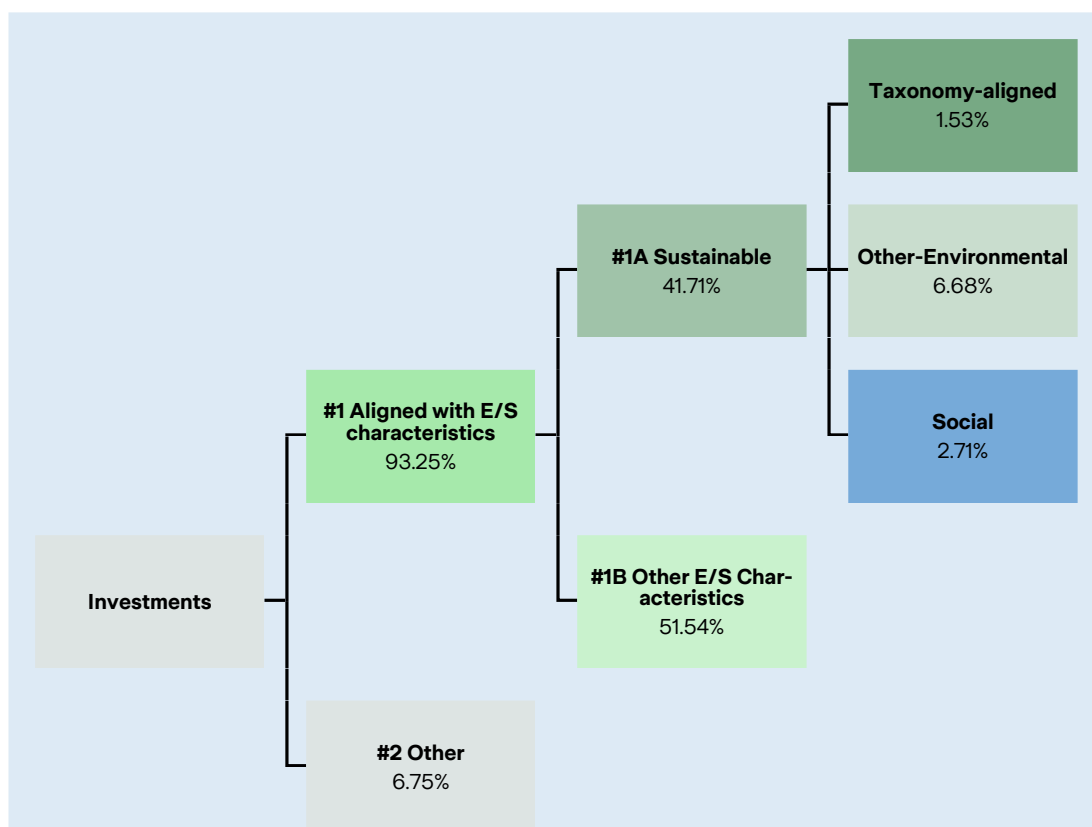 Taxonomy-aligned
1.53%
#1A Sustainable
41.71%
Other-Environmental
6.68%
#1 Aligned with E/S
characteristics
93.25%
Social
2.71%
Investments
#1B Other E/S Char-
acteristics
51.54%
#2 Other
6.75%